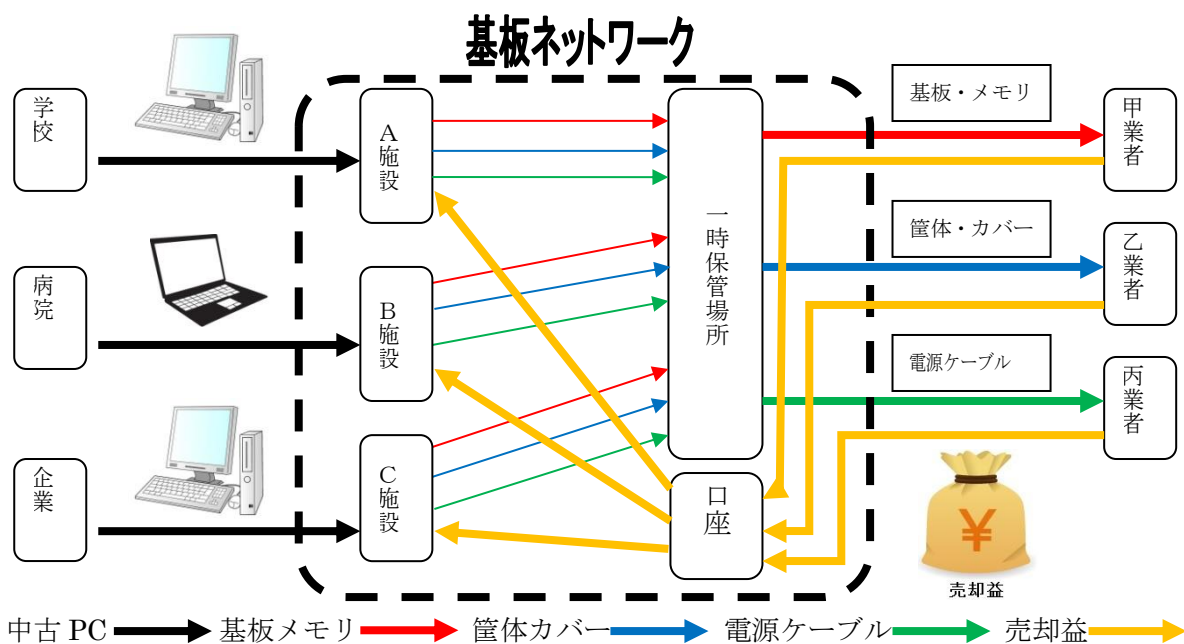 基板ネットワーク
学校
病院
企業
A施設
B施設
C施設
一時保管場所
口座
基板・メモリ
筐体・カバー
電源ケーブル
甲業者
乙業者
丙業者
¥
売却益
中古 PC 基板メモリ 筐体カバー 電源ケーブル 売却益